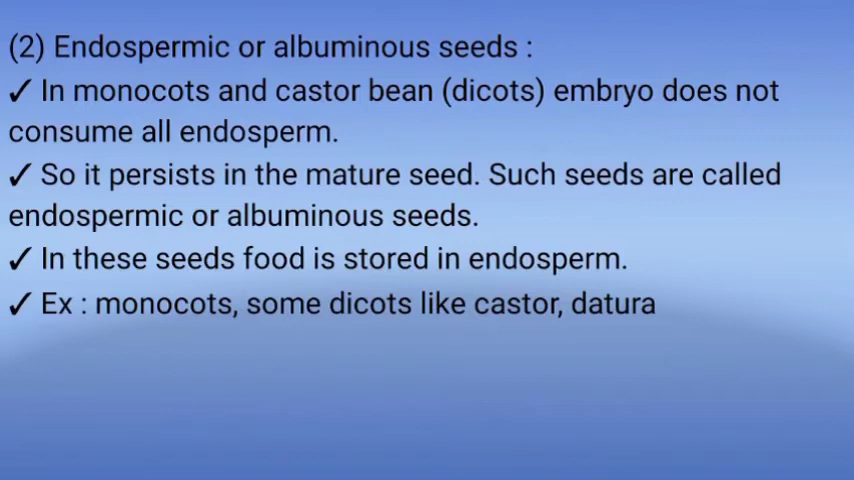 (2) Endospermic or albuminous seeds :
✓ In monocots and castor bean (dicots) embryo does not
consume all endosperm.
✓ So it persists in the mature seed. Such seeds are called
endospermic or albuminous seeds.
✓ In these seeds food is stored in endosperm.
✓ Ex : monocots, some dicots like castor, datura